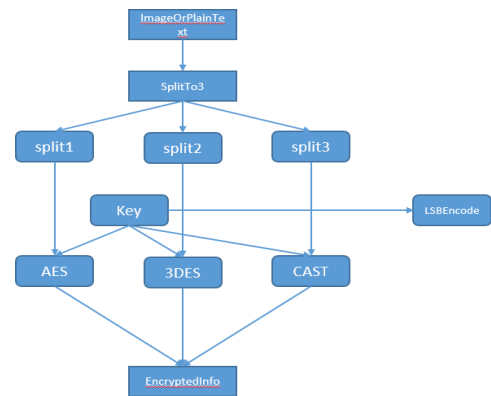 ImageOrPlainTe
xt
SplitTo3
split1
split2
split3
Key
LSBEncode
AES
3DES
CAST
EncryptedInfo